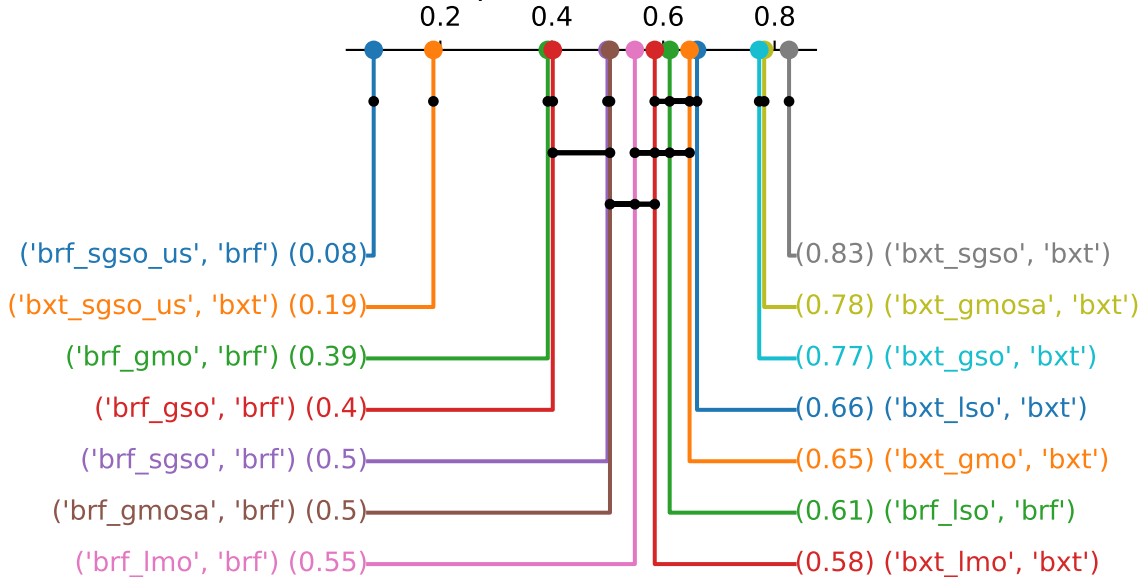 0.2 0.4 0.6 0.8
('brf_sgso_us', 'brf') (0.08)
(0.83) ('bxt_sgso', 'bxt')
('bxt_sgso_us', 'bxt') (0.19)
(0.78) ('bxt_gmosa', 'bxt')
('brf_gmo', 'brf') (0.39)
(0.77) ('bxt_gso', 'bxt')
('brf_gso', 'brf') (0.4)
(0.66) ('bxt_lso', 'bxt')
('brf_sgso', 'brf') (0.5)
(0.65) ('bxt_gmo', 'bxt')
('brf_gmosa', 'brf') (0.5)
(0.61) ('brf_lso', 'brf')
('brf_lmo', 'brf') (0.55)
(0.58) ('bxt_lmo', 'bxt')